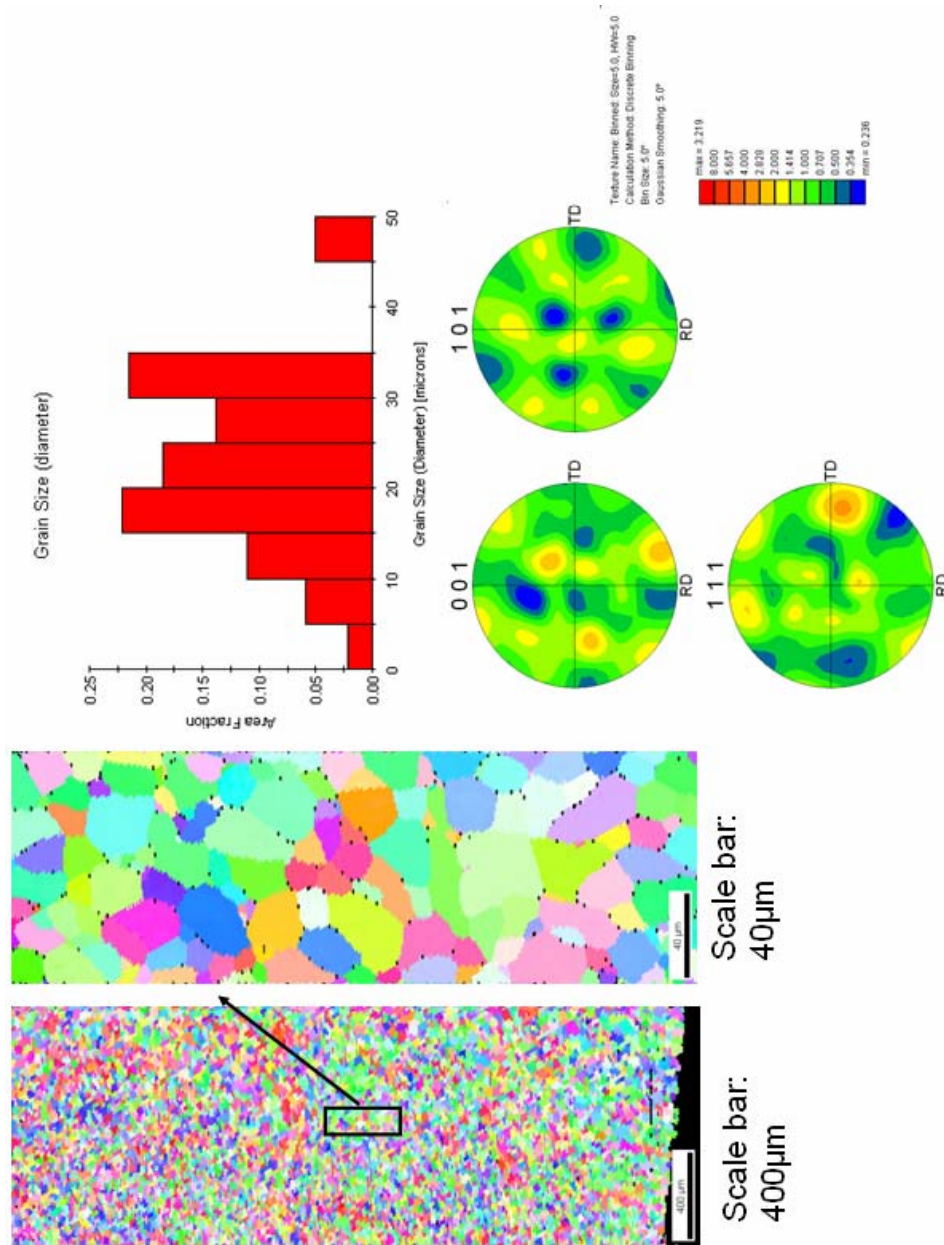 Grain Size (diameter)
0.25
0.20
0.15
0.10
0.05
0.00
Area Fraction
0
10
20
30
40
50
Grain Size (Diameter) [microns]
1 0 1
TD
RD
0 0 1
TD
RD
1 1 1
TD
RD
Texture Name: Binned: Size=5.0, HW=5.0
Calculation Method: Discrete Binning
Bin Size: 5.0°
Gaussian Smoothing: 5.0°
max = 3.219
8.000
5.657
4.000
2.828
2.000
1.414
1.000
0.707
0.500
0.354
min = 0.236
40 µm
Scale bar:
40µm
400 µm
Scale bar:
400µm